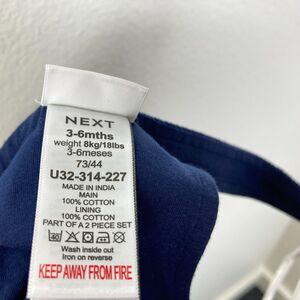 NEXT
3-6mths
weight 8kg/18lbs
3-6meses
73/44
U32-314-227
MADE IN INDIA
MAIN
100% COTTON
LINING
100% COTTON
PART OF A 2 PIECE SET
Wash inside out
Iron on reverse
KEEP AWAY FROM FIRE